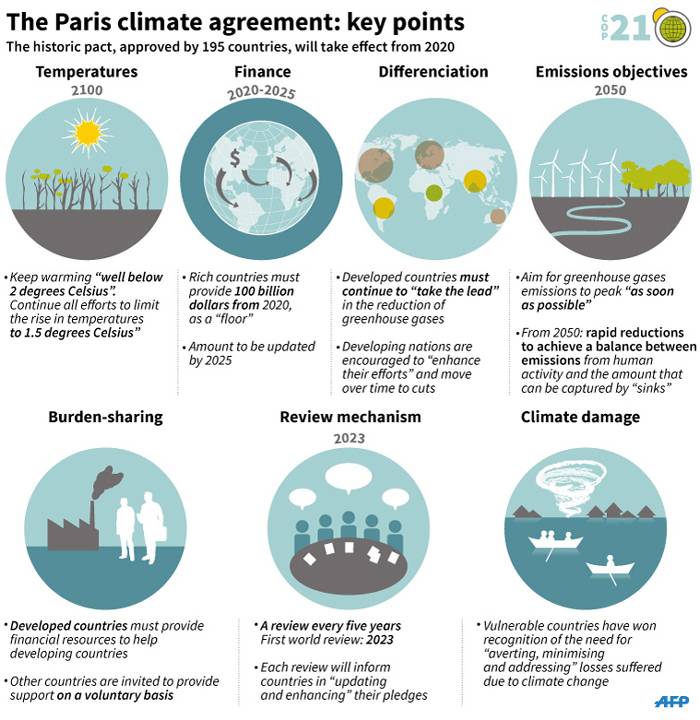 The Paris climate agreement: key points
The historic pact, approved by 195 countries, will take effect from 2020
COP 21
Temperatures
2100
• Keep warming “well below
2 degrees Celsius”.
Continue all efforts to limit
the rise in temperatures
to 1.5 degrees Celsius”
Finance
2020-2025
$
• Rich countries must
provide 100 billion
dollars from 2020,
as a “floor”
• Amount to be updated
by 2025
Differenciation
• Developed countries must
continue to “take the lead”
in the reduction of
greenhouse gases
• Developing nations are
encouraged to “enhance
their efforts” and move
over time to cuts
Emissions objectives
2050
• Aim for greenhouse gases
emissions to peak “as soon
as possible”
• From 2050: rapid reductions
to achieve a balance between
emissions from human
activity and the amount that
can be captured by “sinks”
Burden-sharing
• Developed countries must provide
financial resources to help
developing countries
• Other countries are invited to provide
support on a voluntary basis
Review mechanism
2023
• A review every five years
First world review: 2023
• Each review will inform
countries in “updating
and enhancing” their pledges
Climate damage
• Vulnerable countries have won
recognition of the need for
“averting, minimising
and addressing” losses suffered
due to climate change
AFP